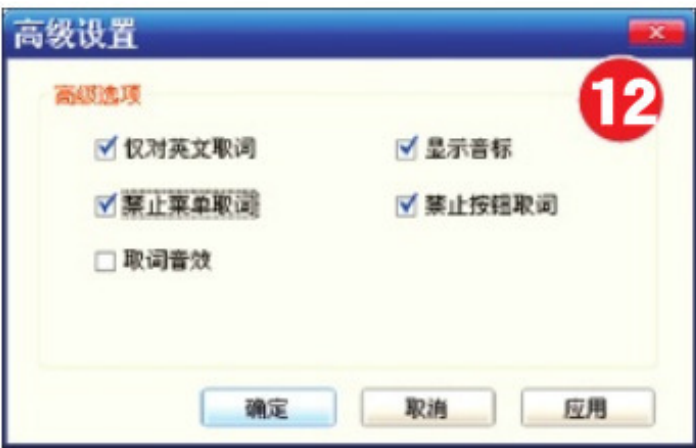 高级设置
12
高级选项
仅对英文取词
显示音标
禁止菜单取词
禁止按钮取词
取词音效
确定
取消
应用